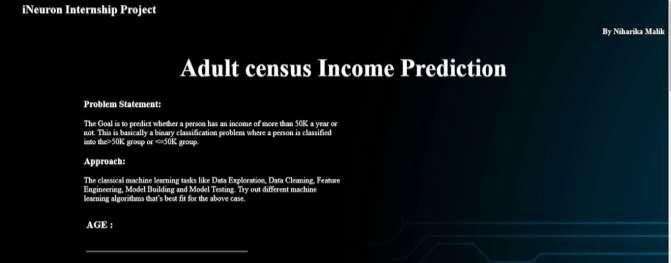 iNeuron Internship Project
By Niharika Malik
Adult census Income Prediction
Problem Statement:
The Goal is to predict whether a person has an income of more than 50K a year or
not. This is basically a binary classification problem where a person is classified
into the>50K group or <=50K group.
Approach:
The classical machine learning tasks like Data Exploration, Data Cleaning, Feature
Engineering, Model Building and Model Testing. Try out different machine
learning algorithms that's best fit for the above case.
AGE :